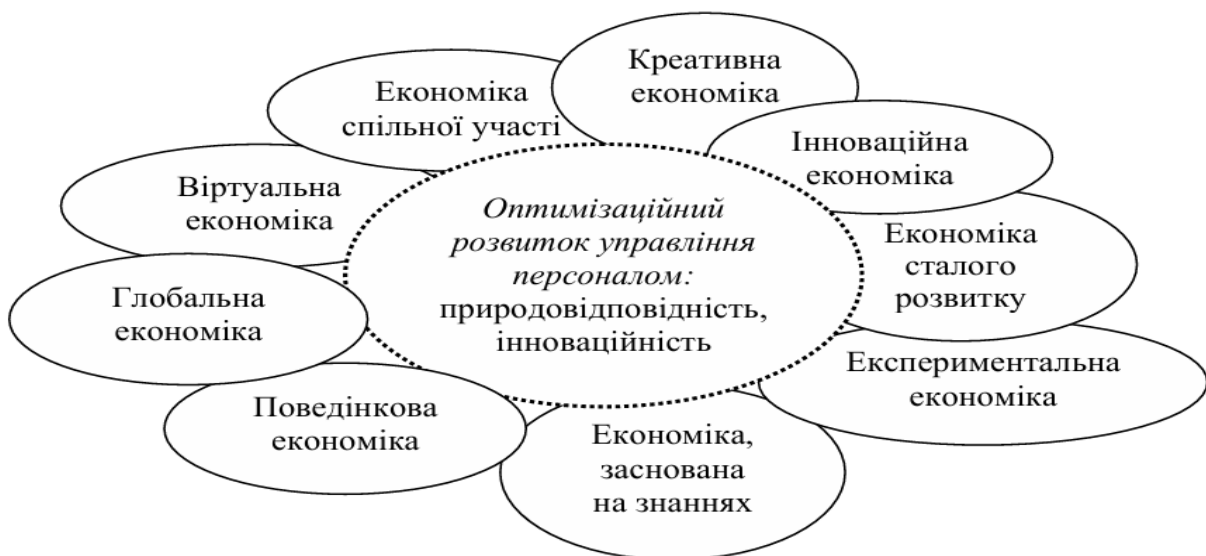 Креативна
економіка
Економіка
спільної участі
Інноваційна
економіка
Віртуальна
економіка
Оптимізаційний
розвиток управління
персоналом:
природовідповідність,
інноваційність
Економіка
сталого
розвитку
Глобальна
економіка
Експериментальна
економіка
Поведінкова
економіка
Економіка,
заснована
на знаннях